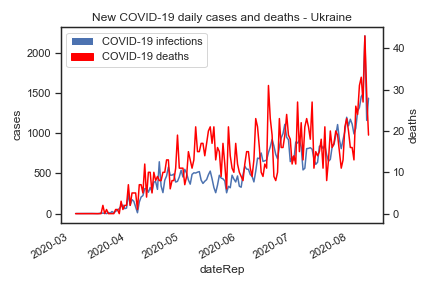 New COVID-19 daily cases and deaths - Ukraine
COVID-19 infections
COVID-19 deaths
2000
1500
1000
500
0
cases
40
30
20
10
0
deaths
2020-03
2020-04
2020-05
2020-06
2020-07
2020-08
dateRep